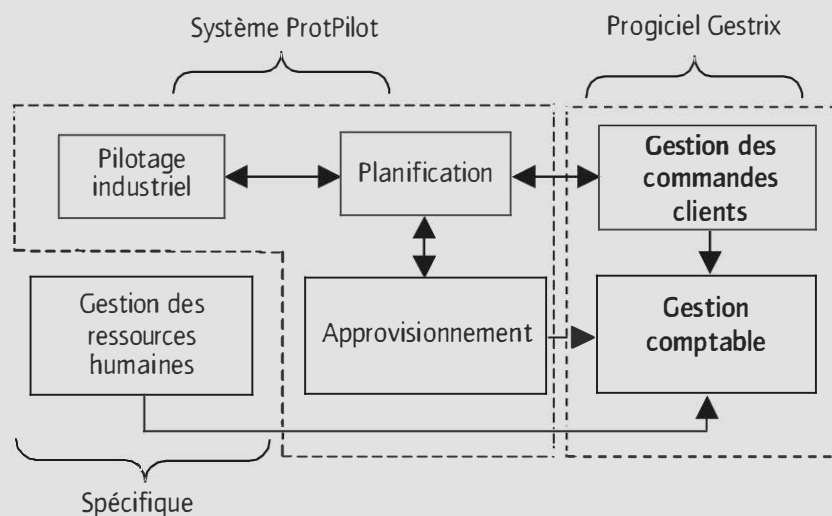 Système ProtPilot
Progiciel Gestrix
Pilotage
industriel
Planification
Gestion des
commandes
clients
Gestion des
ressources
humaines
Approvisionnement
Gestion
comptable
Spécifique